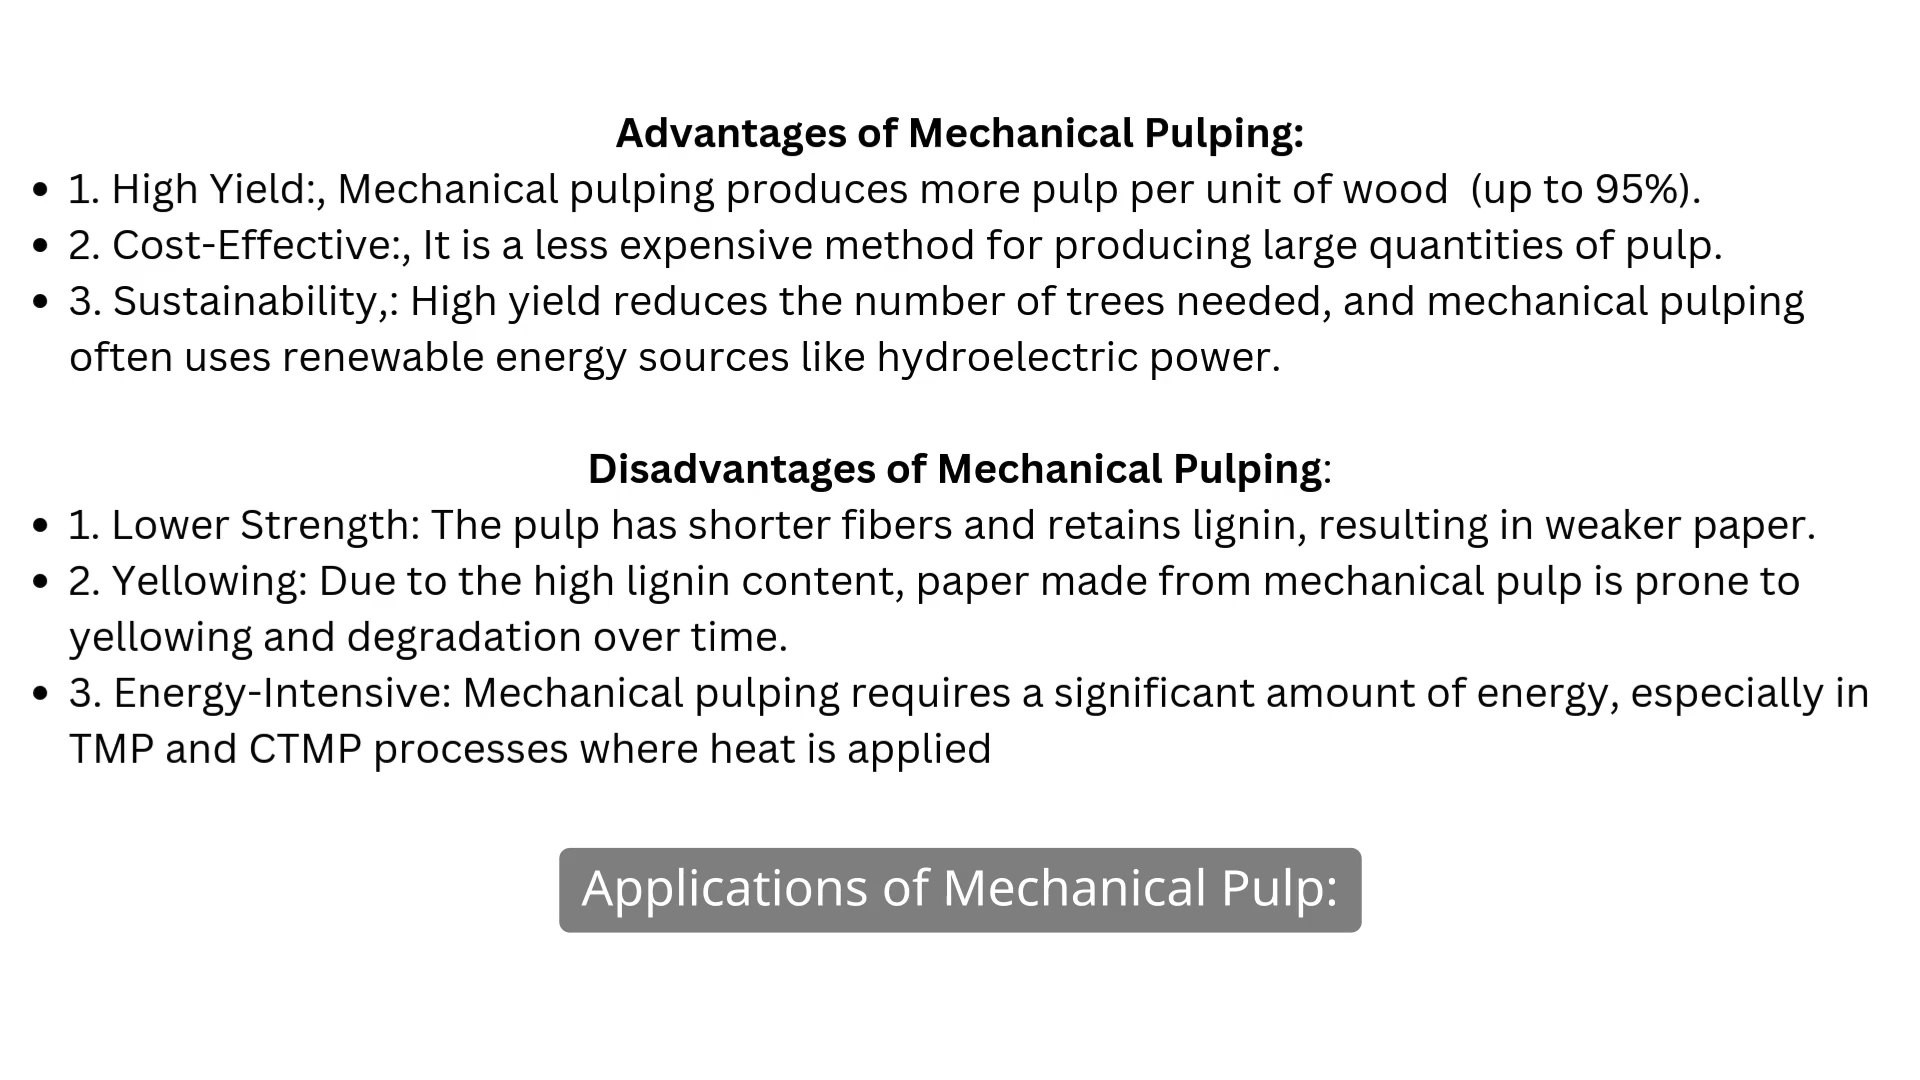 Advantages of Mechanical Pulping:
• 1. High Yield:, Mechanical pulping produces more pulp per unit of wood  (up to 95%).
• 2. Cost-Effective:, It is a less expensive method for producing large quantities of pulp.
• 3. Sustainability,: High yield reduces the number of trees needed, and mechanical pulping
often uses renewable energy sources like hydroelectric power.
Disadvantages of Mechanical Pulping:
• 1. Lower Strength: The pulp has shorter fibers and retains lignin, resulting in weaker paper.
• 2. Yellowing: Due to the high lignin content, paper made from mechanical pulp is prone to
yellowing and degradation over time.
• 3. Energy-Intensive: Mechanical pulping requires a significant amount of energy, especially in
TMP and CTMP processes where heat is applied
Applications of Mechanical Pulp: